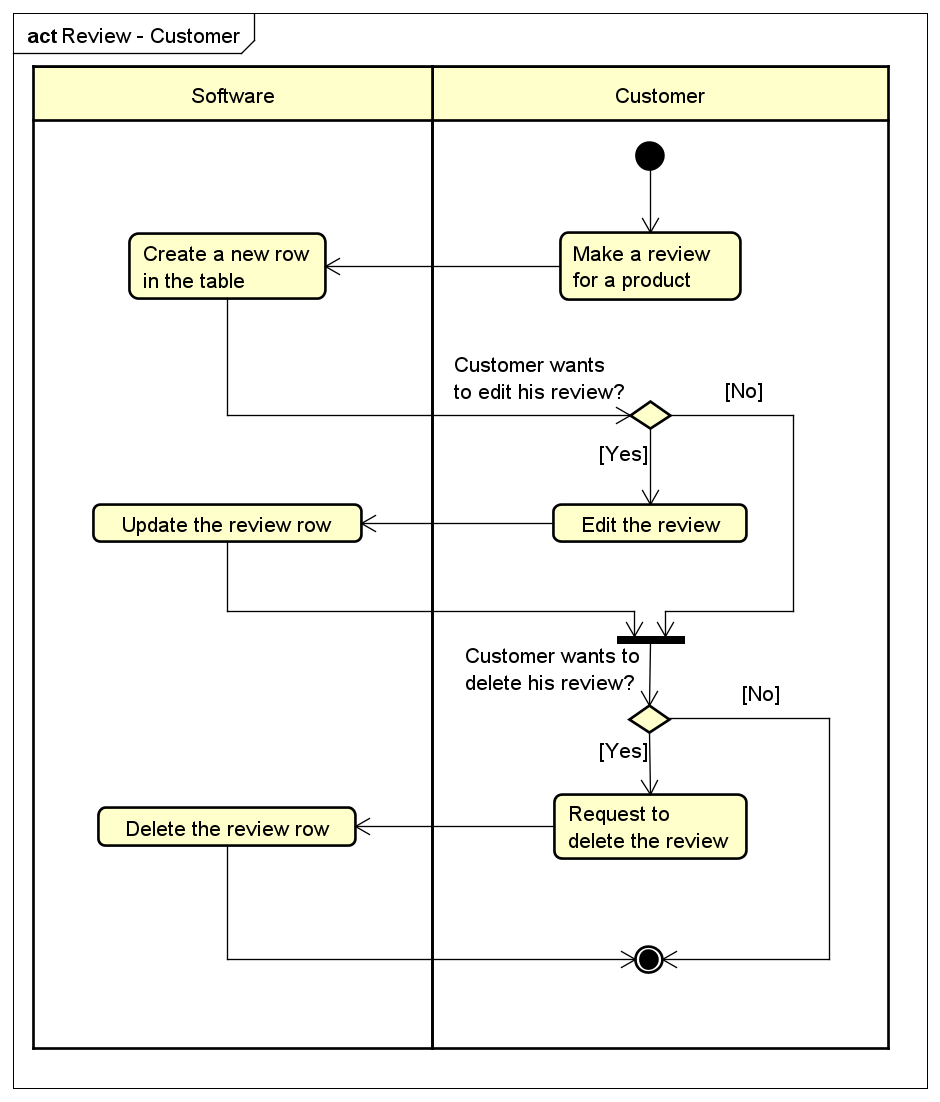 act Review - Customer
Software
Customer
Make a review
for a product
Create a new row
in the table
Customer wants
to edit his review?
[No]
[Yes]
Edit the review
Update the review row
Customer wants to
delete his review?
[No]
[Yes]
Request to
delete the review
Delete the review row